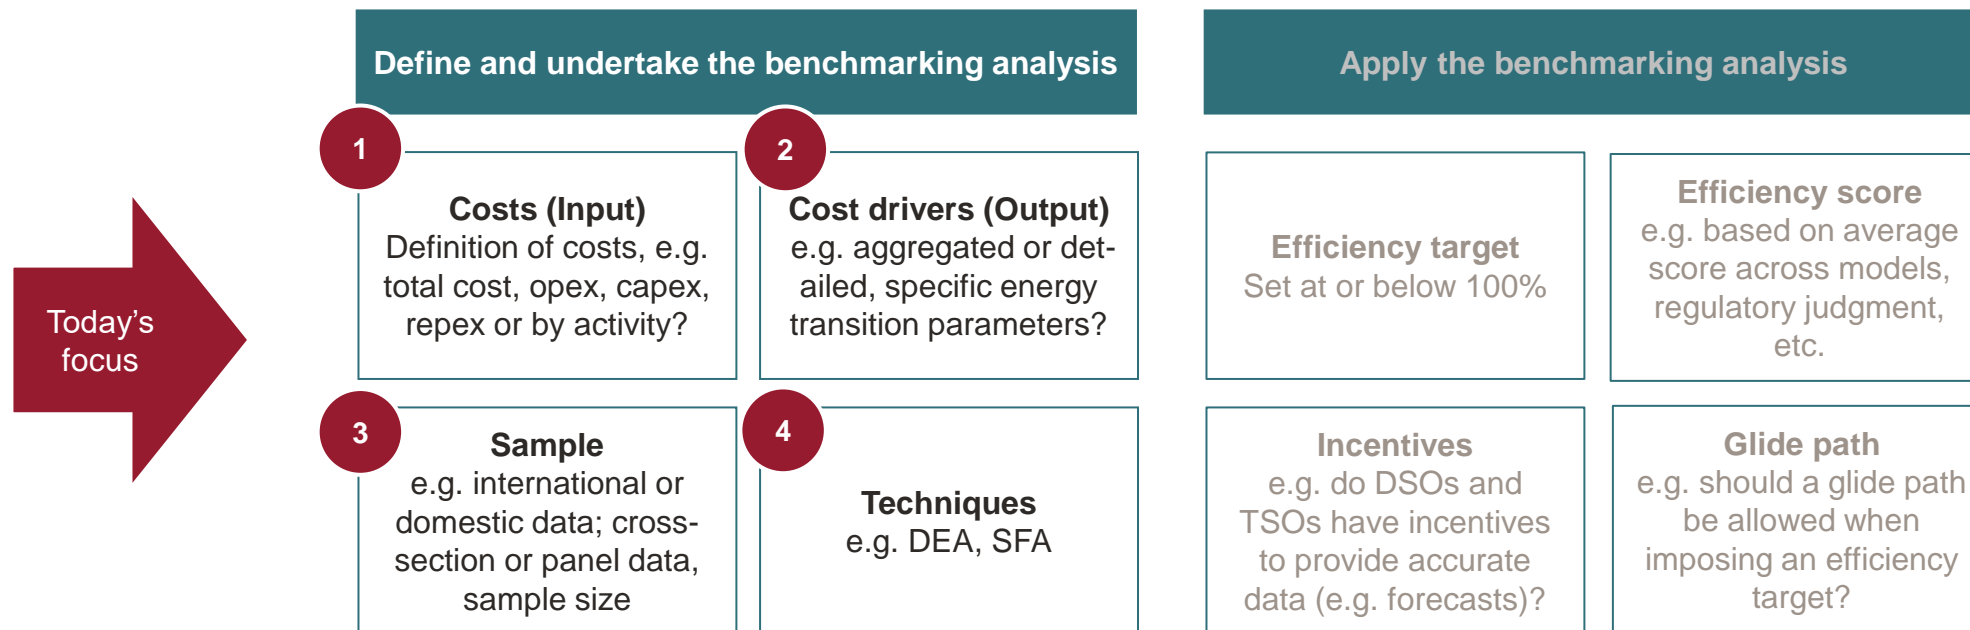 Define and undertake the benchmarking analysis
Apply the benchmarking analysis
Today's
focus
1
Costs (Input)
Definition of costs, e.g.
total cost, opex, capex,
repex or by activity?
2
Cost drivers (Output)
e.g. aggregated or det-
ailed, specific energy
transition parameters?
Efficiency target
Set at or below 100%
Efficiency score
e.g. based on average
score across models,
regulatory judgment,
etc.
3
Sample
e.g. international or
domestic data; cross-
section or panel data,
sample size
4
Techniques
e.g. DEA, SFA
Incentives
e.g. do DSOs and
TSOs have incentives
to provide accurate
data (e.g. forecasts)?
Glide path
e.g. should a glide path
be allowed when
imposing an efficiency
target?